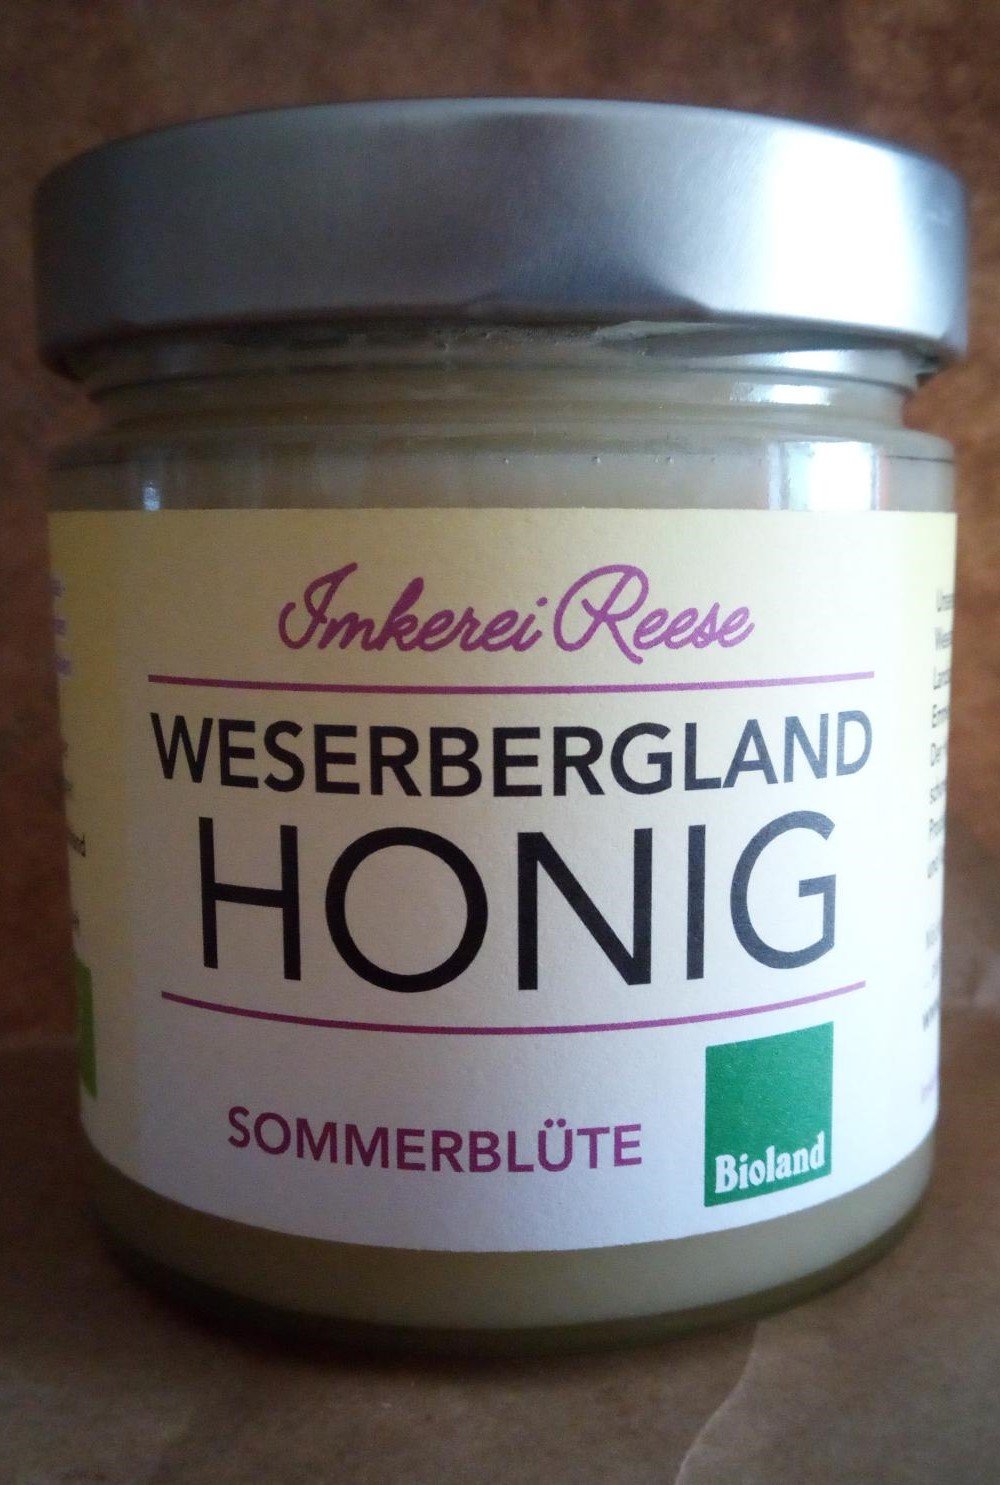 Imkerei Reese
WESERBERGLAND
HONIG
SOMMERBLÜTE
Bioland